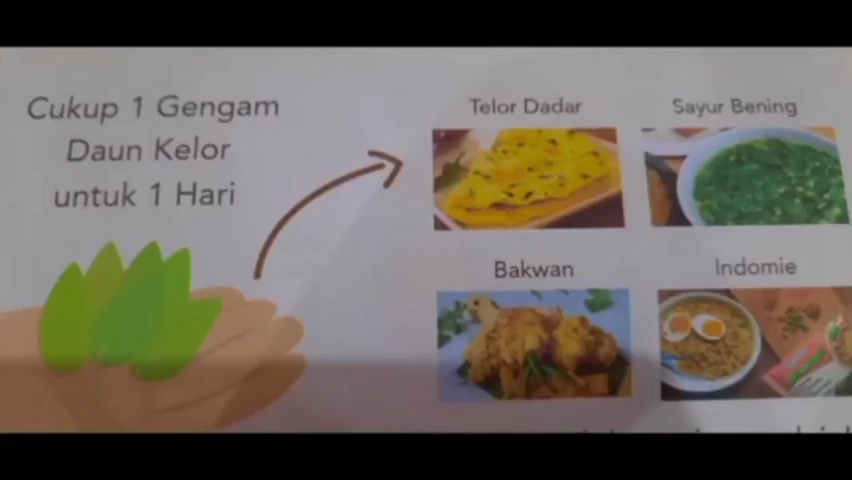 Cukup 1 Gengam
Daun Kelor
untuk 1 Hari
Telor Dadar
Sayur Bening
Bakwan
Indomie